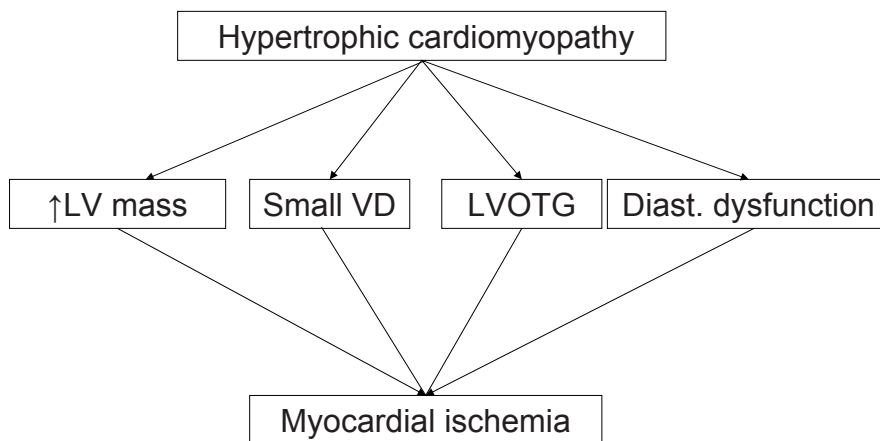 Hypertrophic cardiomyopathy
↑LV mass
Small VD
LVOTG
Diast. dysfunction
Myocardial ischemia